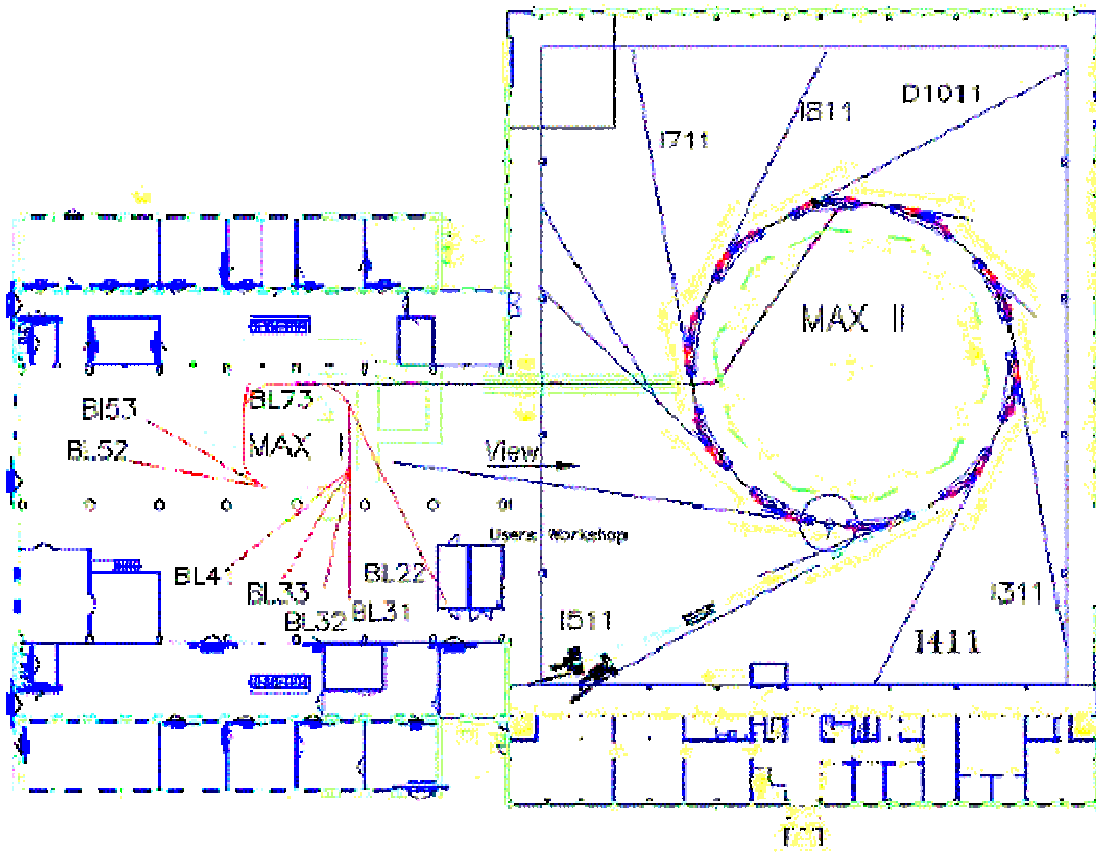 D1011
I811
I711
MAX II
BL73
BI53
MAX I
BL52
View
Users Workshop
BL41
BL22
BL33
I311
BL31
BL32
I511
I411